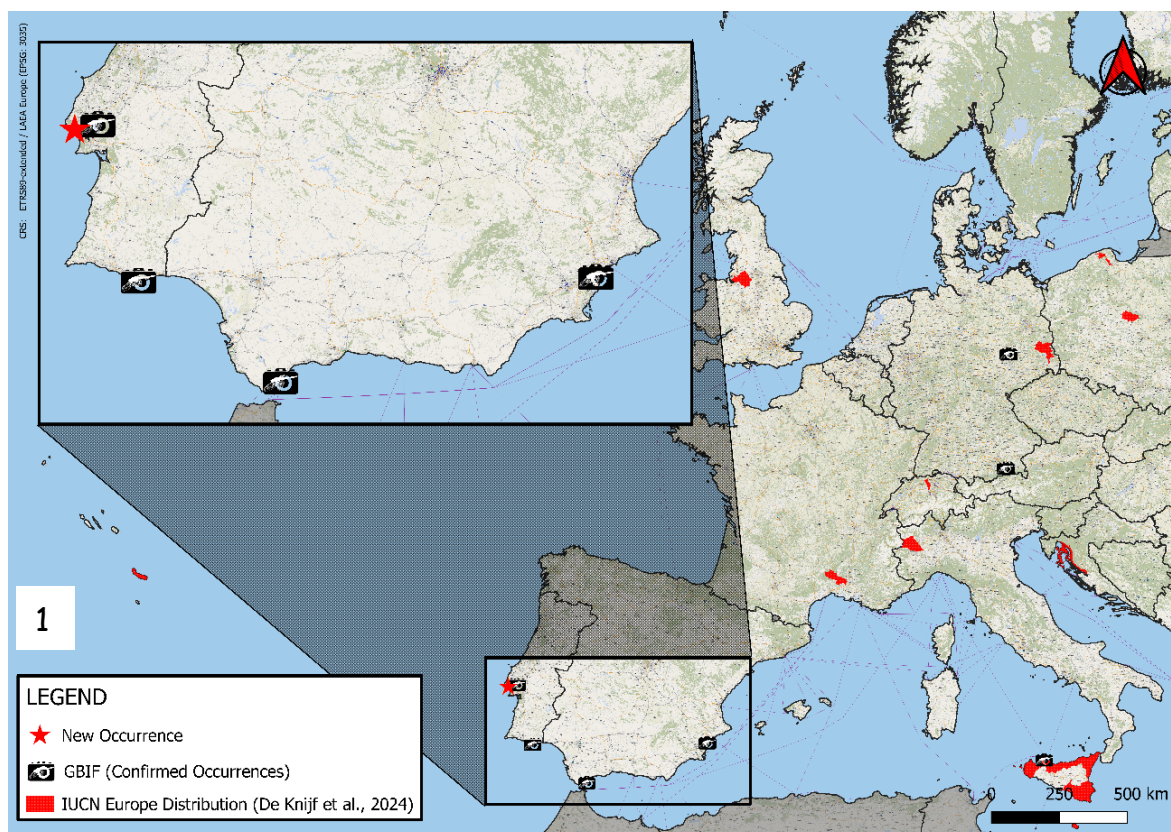 CRS: ETRS89-extended / LAEA Europe (EPSG: 3035)
1
LEGEND
New Occurrence
GBIF (Confirmed Occurrences)
IUCN Europe Distribution (De Knijf et al., 2024)
0 250 500 km